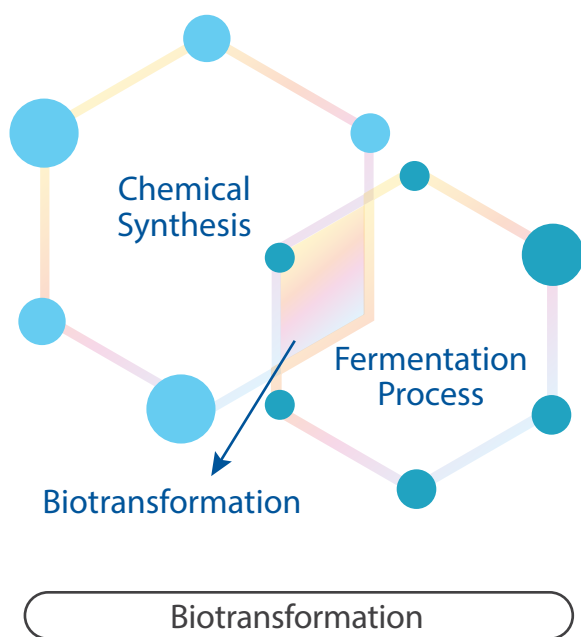 Chemical
Synthesis
Fermentation
Process
Biotransformation
Biotransformation